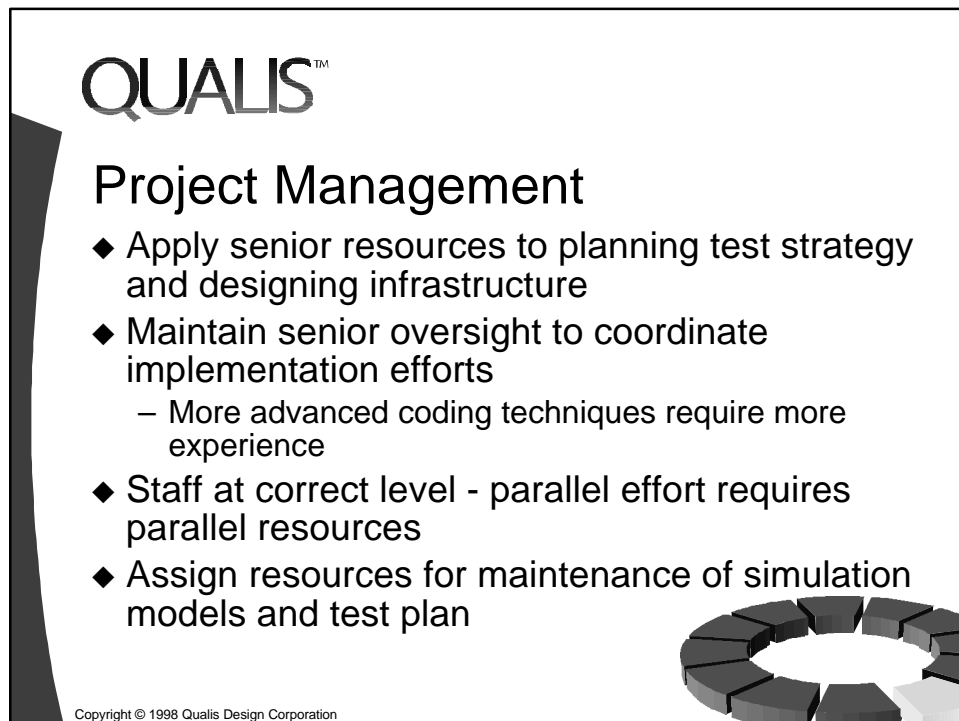 QUALIS™
Project Management
◆ Apply senior resources to planning test strategy
and designing infrastructure
◆ Maintain senior oversight to coordinate
implementation efforts
– More advanced coding techniques require more
experience
◆ Staff at correct level - parallel effort requires
parallel resources
◆ Assign resources for maintenance of simulation
models and test plan
Copyright © 1998 Qualis Design Corporation